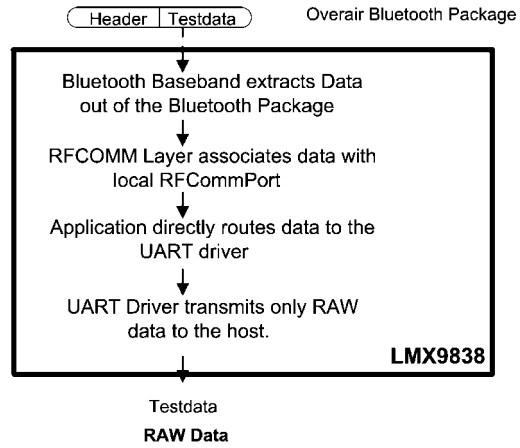 Header Testdata Overair Bluetooth Package
Bluetooth Baseband extracts Data
out of the Bluetooth Package
RFCOMM Layer associates data with
local RFCommPort
Application directly routes data to the
UART driver
UART Driver transmits only RAW
data to the host.
LMX9838
Testdata
RAW Data